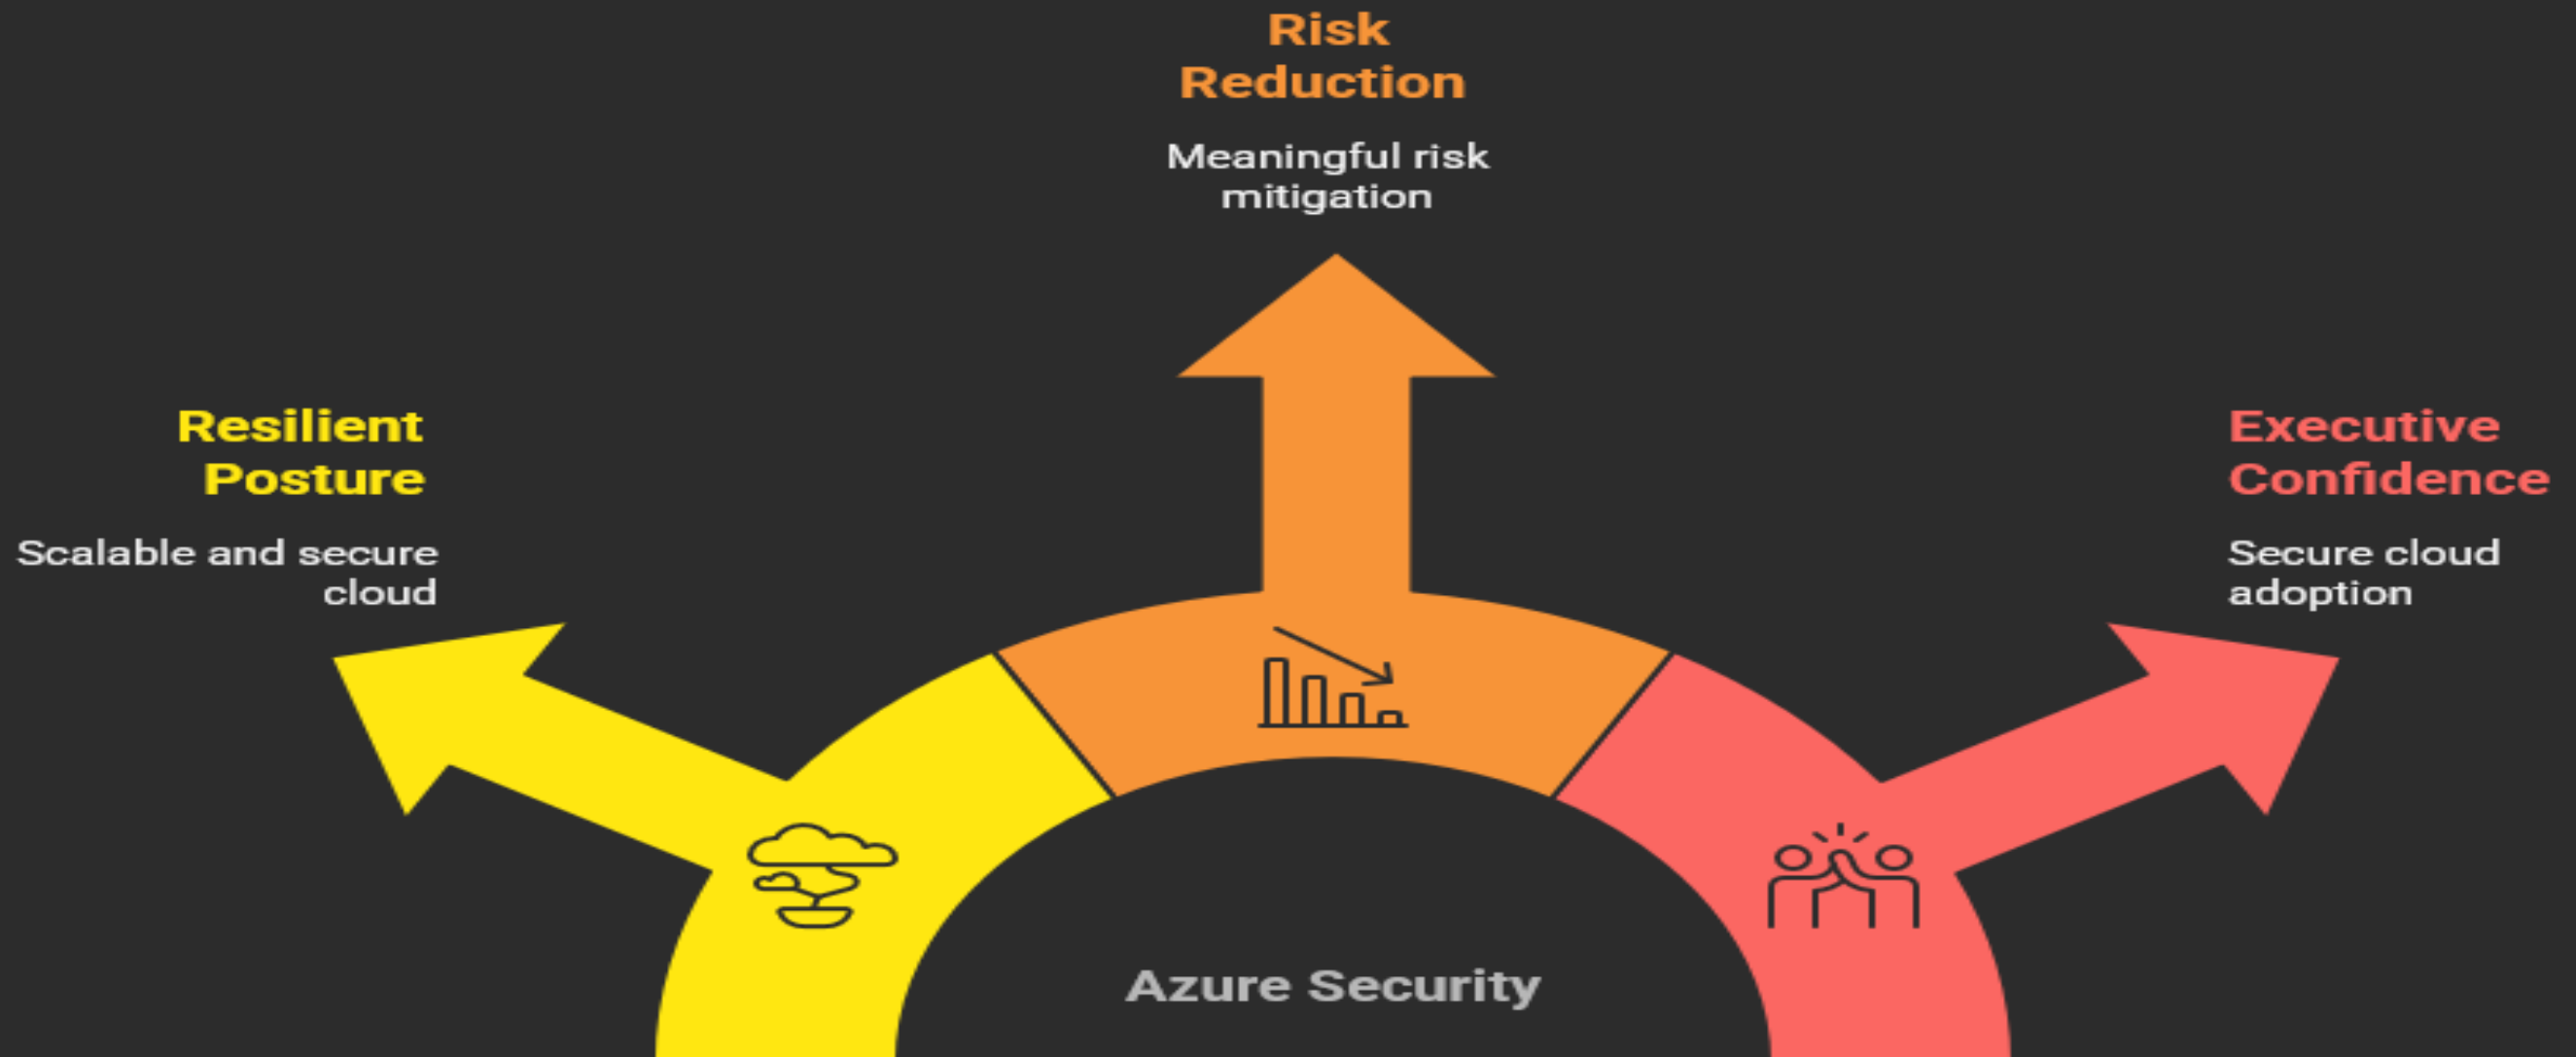 Risk
Reduction
Meaningful risk
mitigation
Resilient
Posture
Scalable and secure
cloud
Executive
Confidence
Secure cloud
adoption
Azure Security